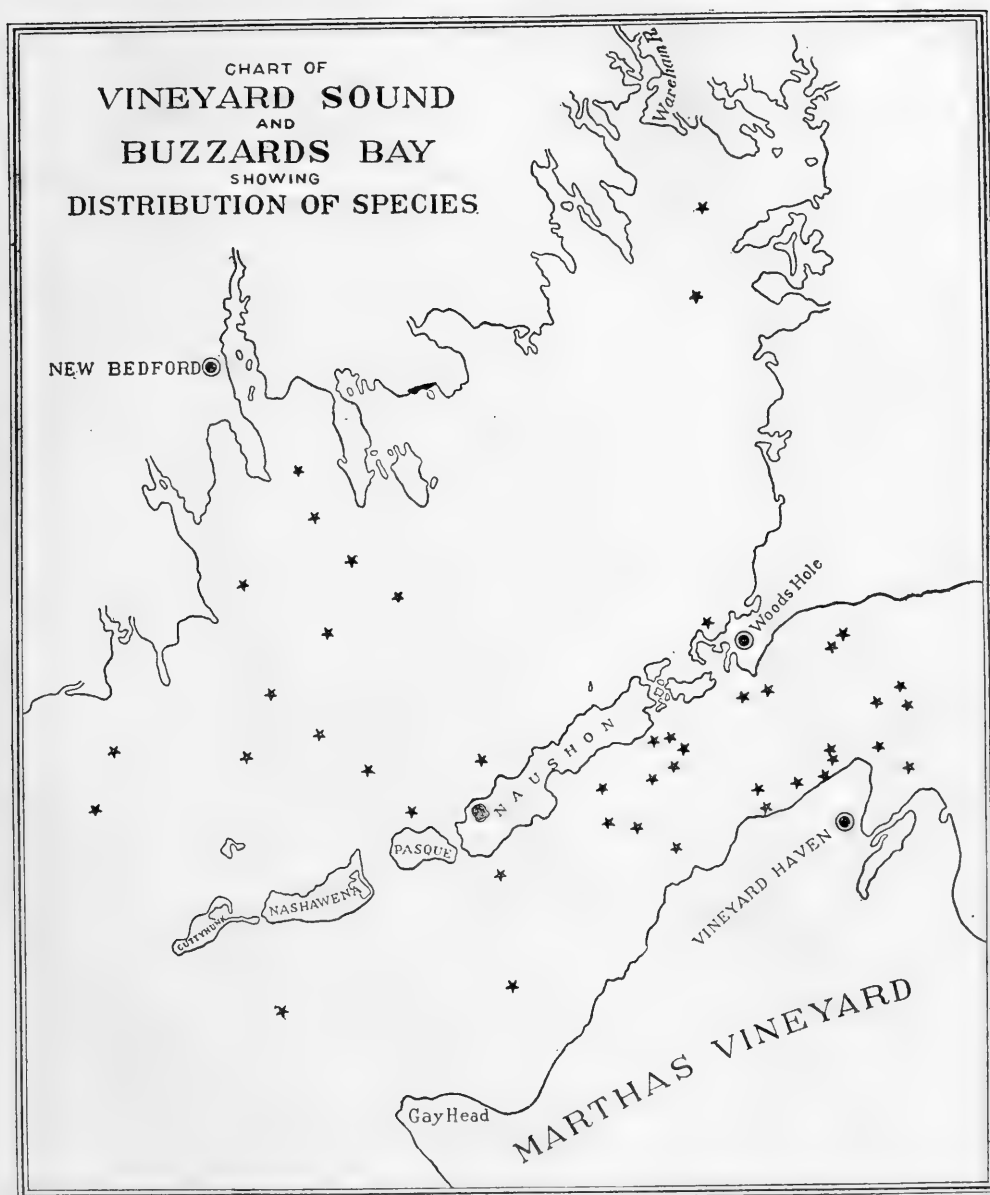 CHART OF
VINEYARD SOUND
AND
BUZZARDS BAY
SHOWING
DISTRIBUTION OF SPECIES
Wareham R
NEW BEDFORD
Woods Hole
NAUSHON
PASQUE
NASHAWENA
CUTTYHUNK
VINEYARD HAVEN
MARTHAS VINEYARD
Gay Head